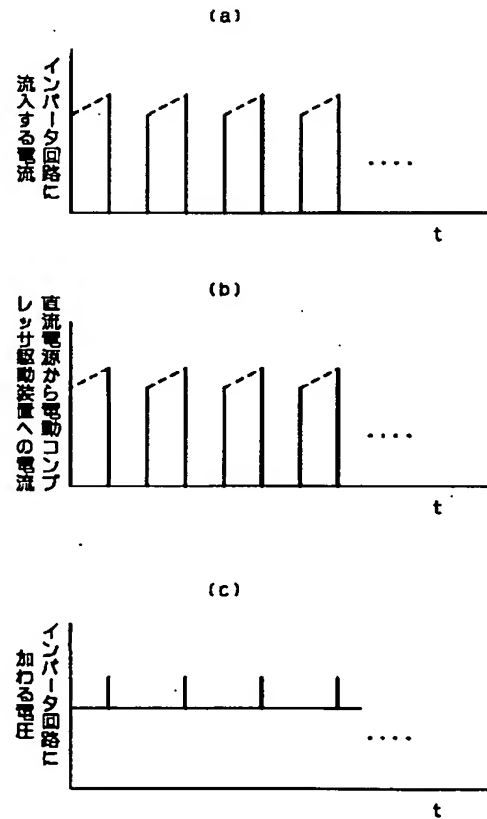 (a)
インバータ回路に
流入する電流
t
(b)
直流電源から電動コンプ
レッサ駆動装置への電流
t
(c)
インバータ回路に
加わる電圧
t